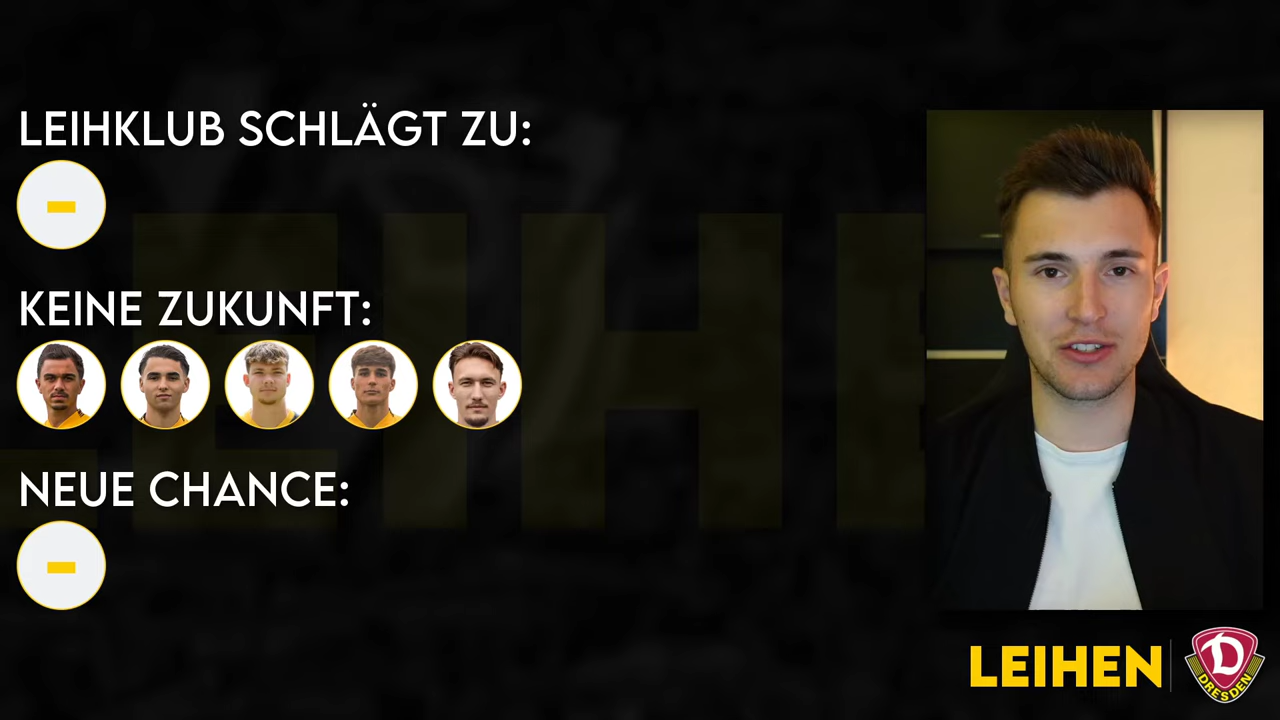 LEIHKLUB SCHLÄGT ZU:
-
KEINE ZUKUNFT:
NEUE CHANCE:
-
LEIHEN
D
DRESDEN